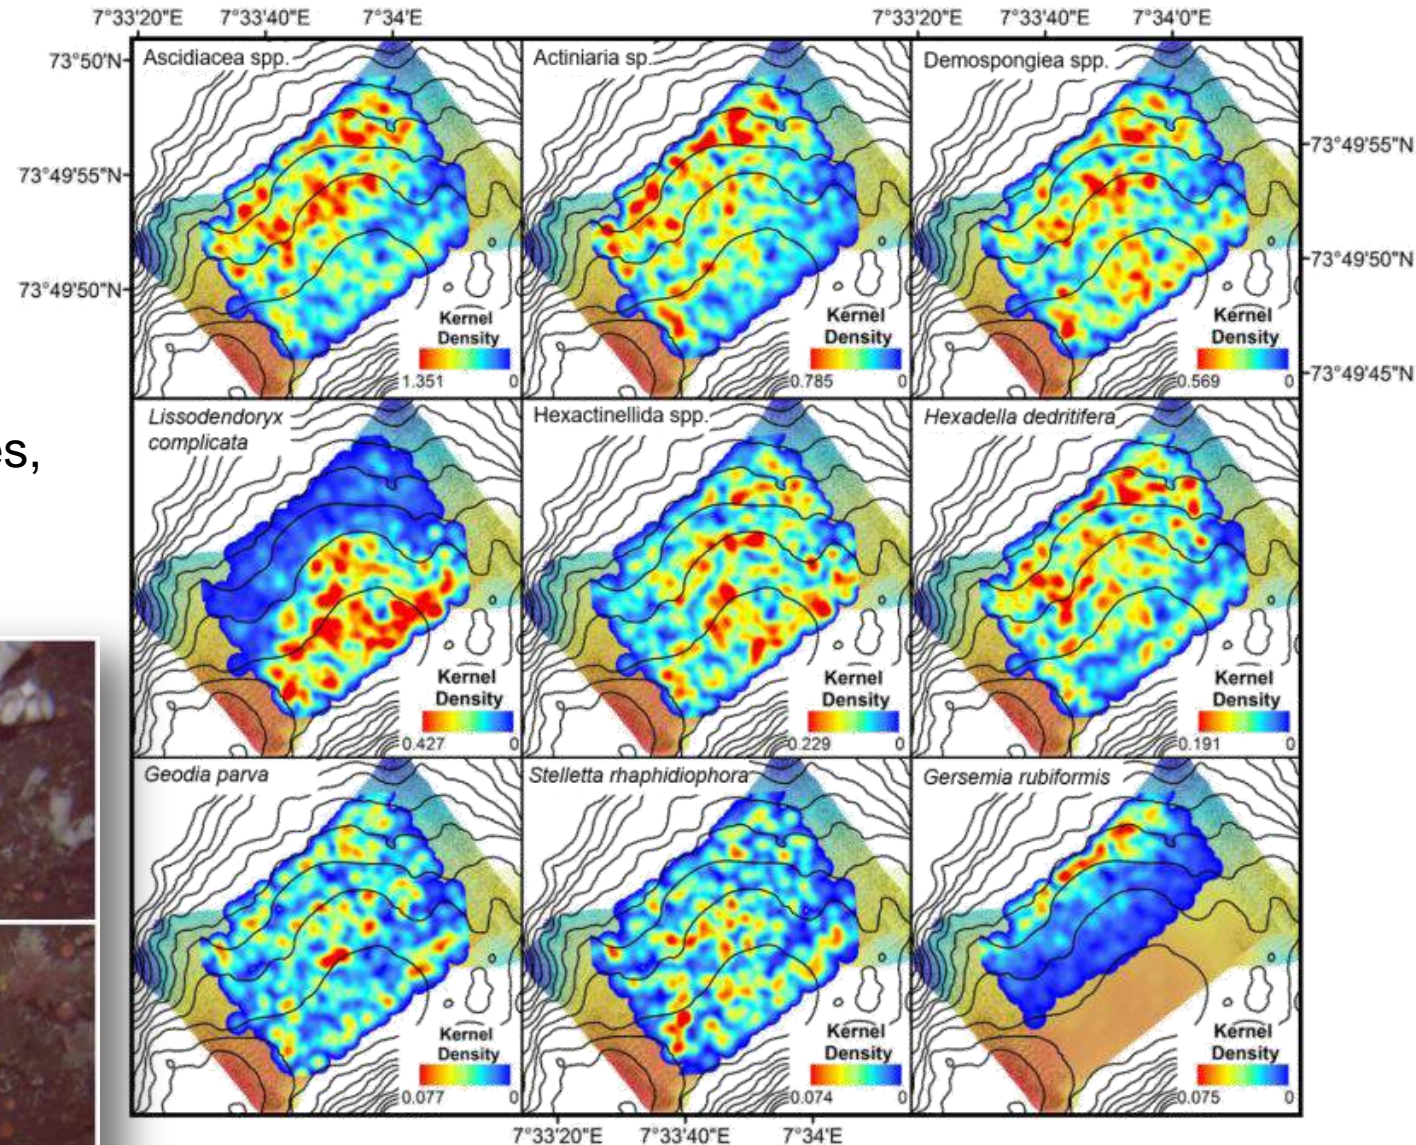 7°33'20"E 7°33'40"E 7°34'E 7°33'20"E 7°33'40"E 7°34'0"E
73°50'N
73°49'55"N
73°49'50"N
73°49'55"N
73°49'50"N
73°49'45"N
Ascidiacea spp.
Kernel
Density
1.351 0
Actiniaria sp.
Kernel
Density
0.785 0
Demospongiea spp.
Kernel
Density
0.569 0
es,
Lissodendoryx
complicata
Kernel
Density
0.427 0
Hexactinellida spp.
Kernel
Density
0.229 0
Hexadella dedritifera
Kernel
Density
0.191 0
Geodia parva
Kernel
Density
0.077 0
Stelletta rhaphidiophora
Kernel
Density
0.074 0
Gersemia rubiformis
Kernel
Density
0.075 0
7°33'20"E 7°33'40"E 7°34'E